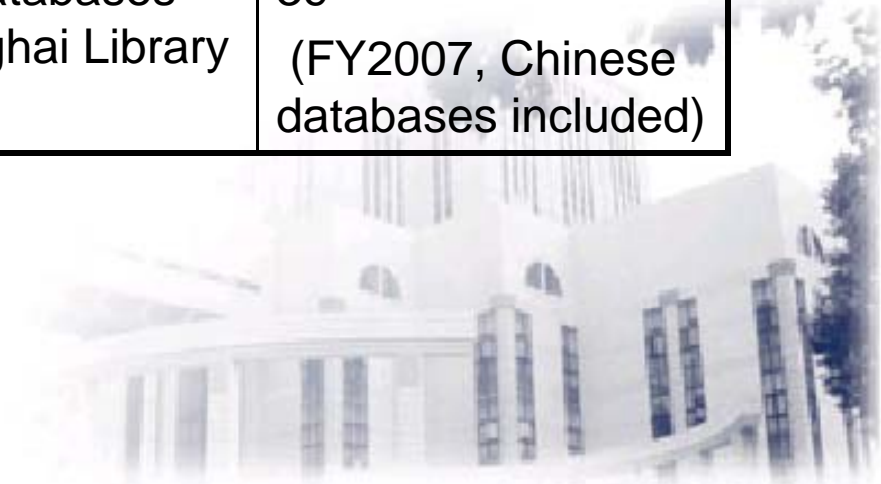 ghai Library
(FY2007, Chinese
databases included)